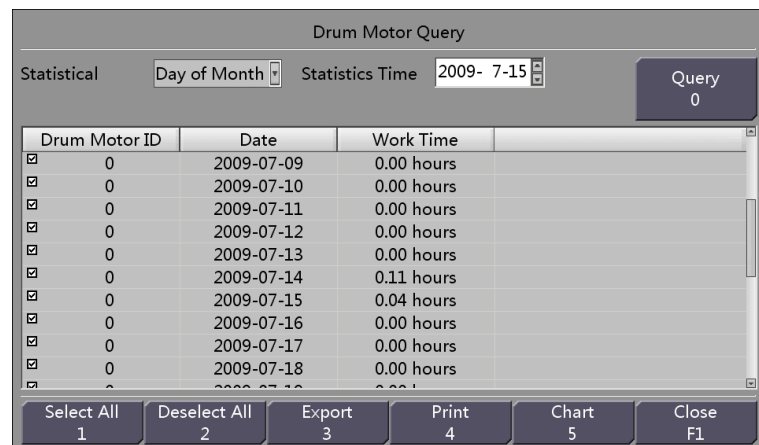 Drum Motor Query
Statistical Day of Month Statistics Time 2009- 7-15
Query
0
Drum Motor ID Date Work Time
0 2009-07-09 0.00 hours
0 2009-07-10 0.00 hours
0 2009-07-11 0.00 hours
0 2009-07-12 0.00 hours
0 2009-07-13 0.00 hours
0 2009-07-14 0.11 hours
0 2009-07-15 0.04 hours
0 2009-07-16 0.00 hours
0 2009-07-17 0.00 hours
0 2009-07-18 0.00 hours
Select All Deselect All Export Print Chart Close
1 2 3 4 5 F1